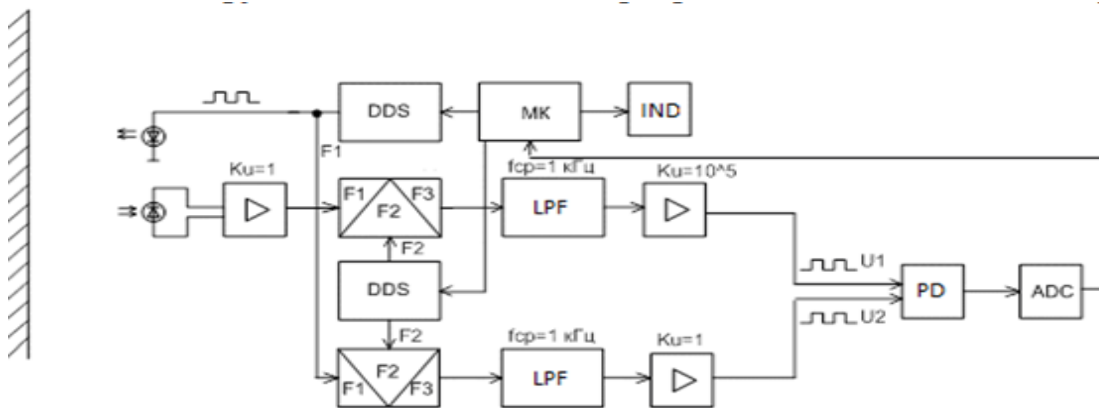 DDS
МК
IND
F1
Ku=1
fcp=1 кГц
Ku=10^5
F1
F2
F3
LPF
F2
U1
DDS
PD
ADC
U2
F2
fcp=1 кГц
Ku=1
F1
F2
F3
LPF